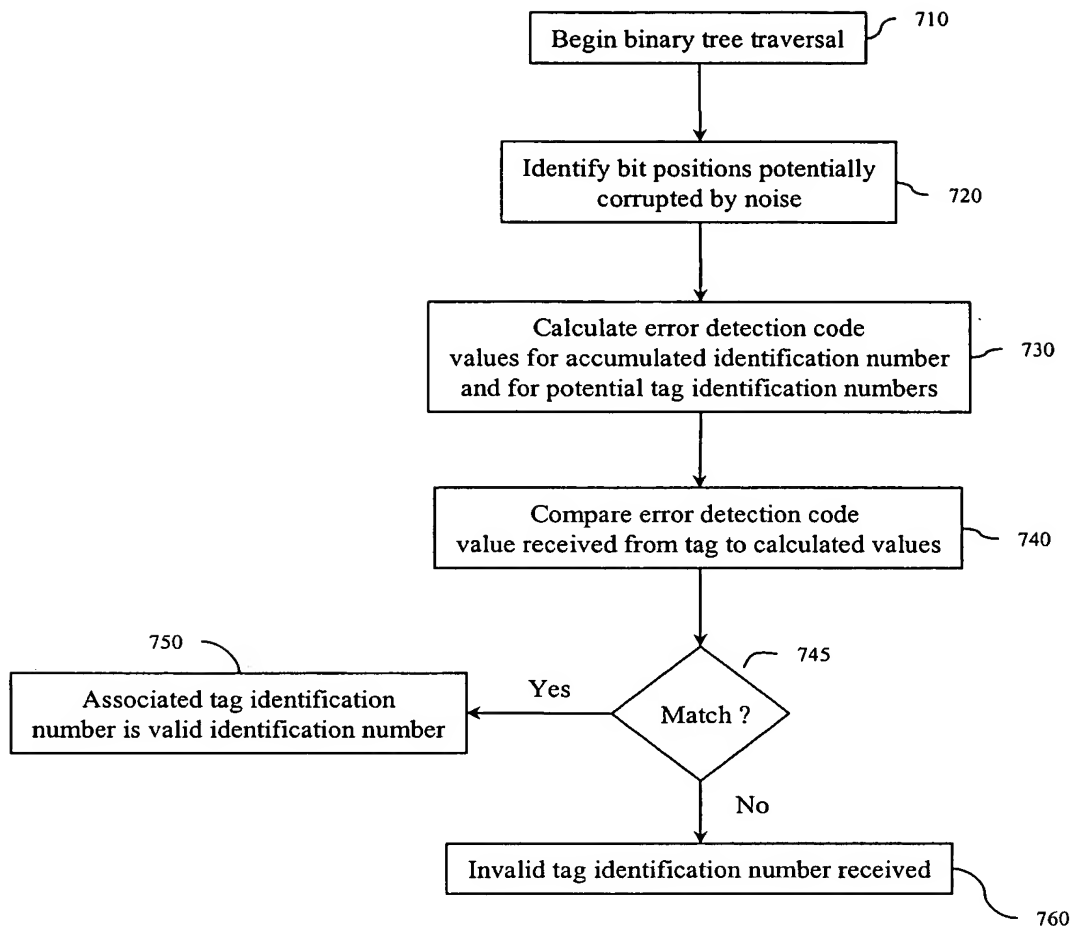 710
Begin binary tree traversal
Identify bit positions potentially
corrupted by noise
720
Calculate error detection code
values for accumulated identification number
and for potential tag identification numbers
730
Compare error detection code
value received from tag to calculated values
740
750
745
Associated tag identification
number is valid identification number
Yes
Match ?
No
Invalid tag identification number received
760